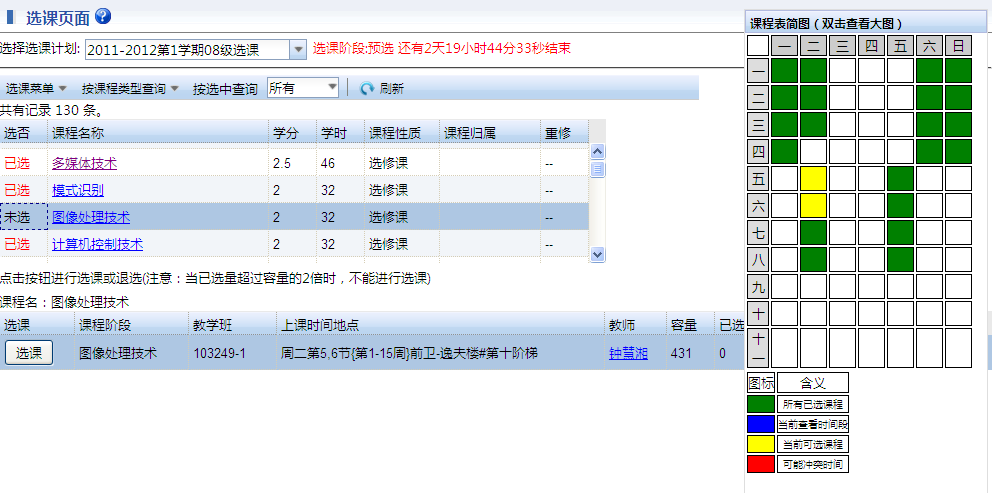 选课页面
选择选课计划: 2011-2012第1学期08级选课 选课阶段:预选 还有2天19小时44分33秒结束
选课菜单 按课程类型查询 按选中查询 所有 刷新
共有记录 130 条。
选否 课程名称 学分 学时 课程性质 课程归属 重修
已选 多媒体技术 2.5 46 选修课 --
已选 模式识别 2 32 选修课 --
未选 图像处理技术 2 32 选修课 --
已选 计算机控制技术 2 32 选修课 --
点击按钮进行选课或退选(注意：当已选量超过容量的2倍时，不能进行选课)
课程名：图像处理技术
选课 课程阶段 教学班 上课时间地点 教师 容量 已选
选课 图像处理技术 103249-1 周二第5,6节{第1-15周}前卫-逸夫楼#第十阶梯 钟慧湘 431 0
课程表简图（双击查看大图）
一 二 三 四 五 六 日
一
二
三
四
五
六
七
八
九
十
十一
图标 含义
所有已选课程
当前查看时间段
当前可选课程
可能冲突时间